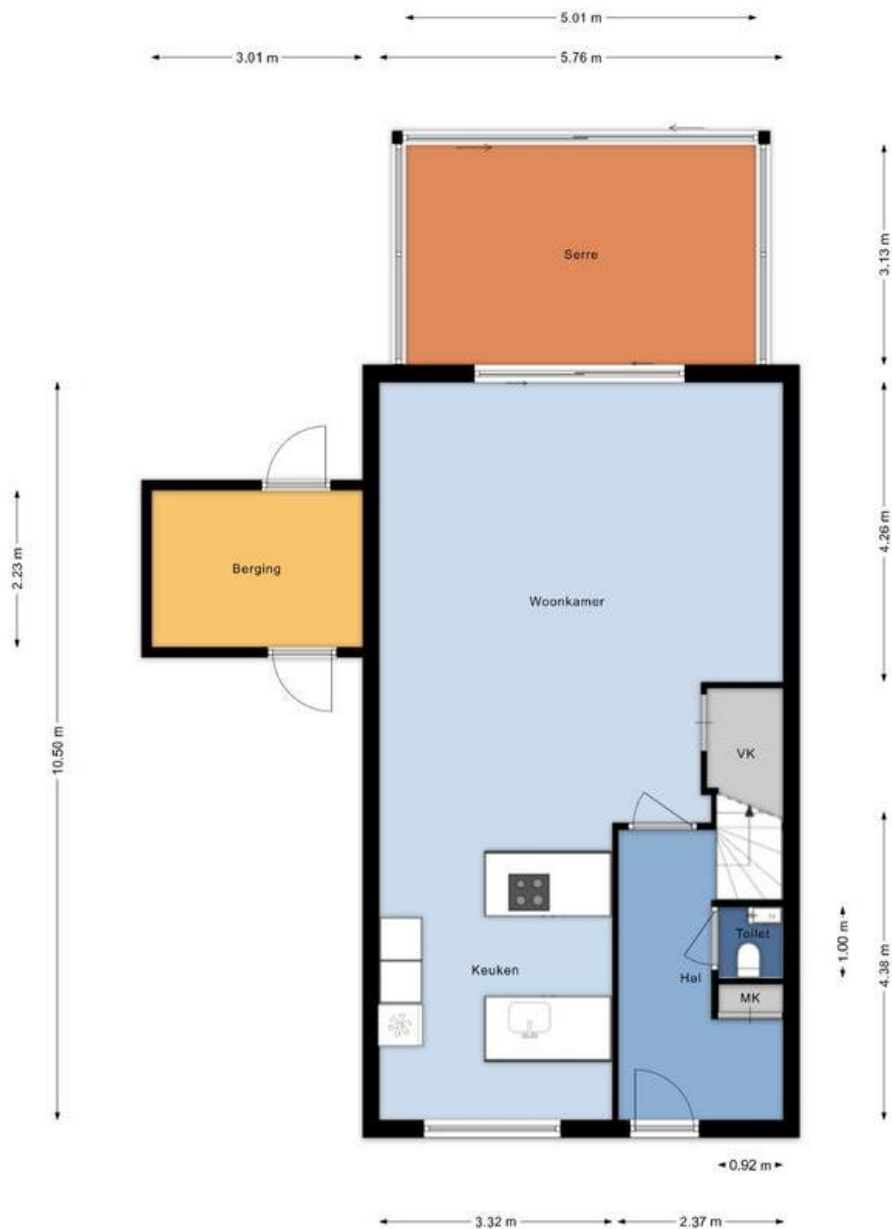 5.01 m
3.01 m
5.76 m
Serre
3.13 m
4.26 m
2.23 m
Berging
Woonkamer
10.50 m
VK
Toilet
1.00 m
Keuken
Hal
4.38 m
MK
0.92 m
3.32 m
2.37 m